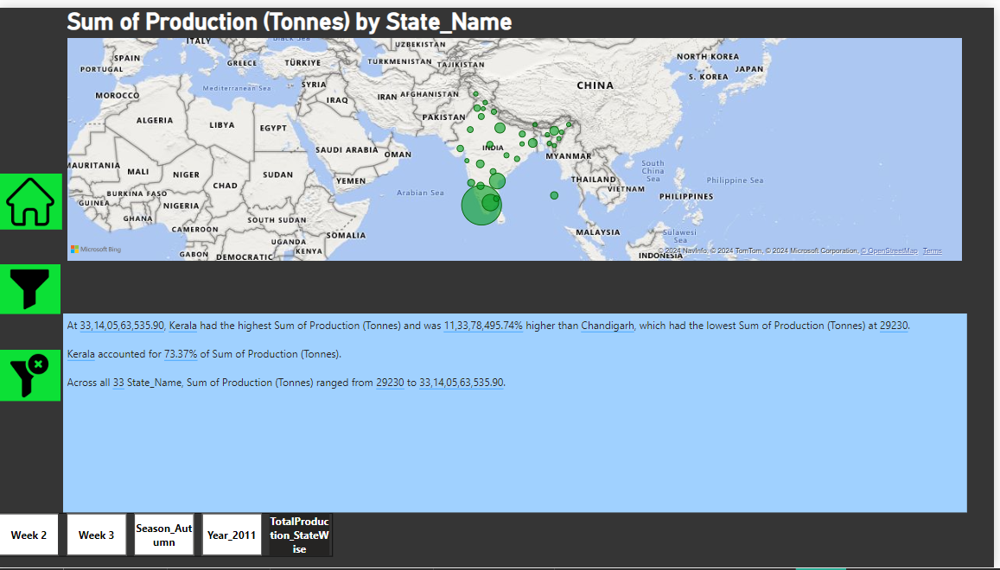 Sum of Production (Tonnes) by State_Name
ITALY
Black Sea
UZBEKISTAN
SPAIN
PORTUGAL
GREECE
TÜRKIYE
TURKMENISTAN
TAJIKISTAN
NORTH KOREA
JAPAN
S. KOREA
CHINA
Mediterranean Sea
SYRIA
MOROCCO
IRAQ
IRAN
AFGHANISTAN
ALGERIA
LIBYA
EGYPT
PAKISTAN
SAUDI ARABIA
OMAN
INDIA
MYANMAR
MAURITANIA
MALI
NIGER
SUDAN
YEMEN
CHAD
South
China
Sea
THAILAND
VIETNAM
Philippine Sea
PHILIPPINES
Arabian Sea
BURKINA FASO
GUINEA
NIGERIA
GHANA
SOUTH SUDAN
CAMEROON
SOMALIA
MALAYSIA
Sulawesi
Sea
UGANDA
KENYA
GABON
DEMOCRATIC
INDONESIA
Microsoft Bing
© 2024 NavInfo, © 2024 TomTom, © 2024 Microsoft Corporation, © OpenStreetMap Terms
At 33,14,05,63,535.90, Kerala had the highest Sum of Production (Tonnes) and was 11,33,78,495.74% higher than Chandigarh, which had the lowest Sum of Production (Tonnes) at 29230.
Kerala accounted for 73.37% of Sum of Production (Tonnes).
Across all 33 State_Name, Sum of Production (Tonnes) ranged from 29230 to 33,14,05,63,535.90.
Week 2
Week 3
Season_Aut
umn
Year_2011
TotalProduc
tion_StateW
ise